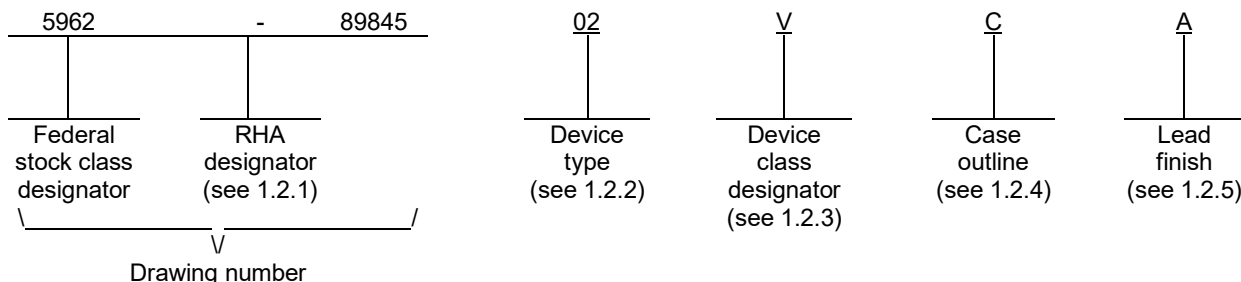 5962 - 89845 02 V C A
Federal stock class designator
RHA designator (see 1.2.1)
Device type (see 1.2.2)
Device class designator (see 1.2.3)
Case outline (see 1.2.4)
Lead finish (see 1.2.5)
\ /
\/
Drawing number